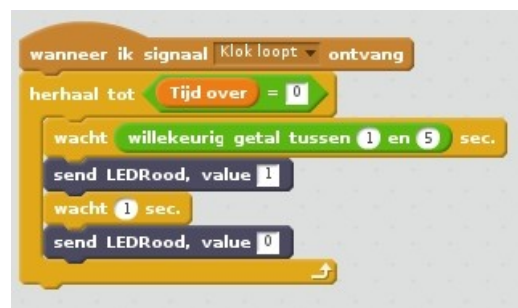 wanneer ik signaal Klok loopt ontvang
herhaal tot Tijd over = 0
wacht willekeurig getal tussen 1 en 5 sec.
send LEDRood, value 1
wacht 1 sec.
send LEDRood, value 0